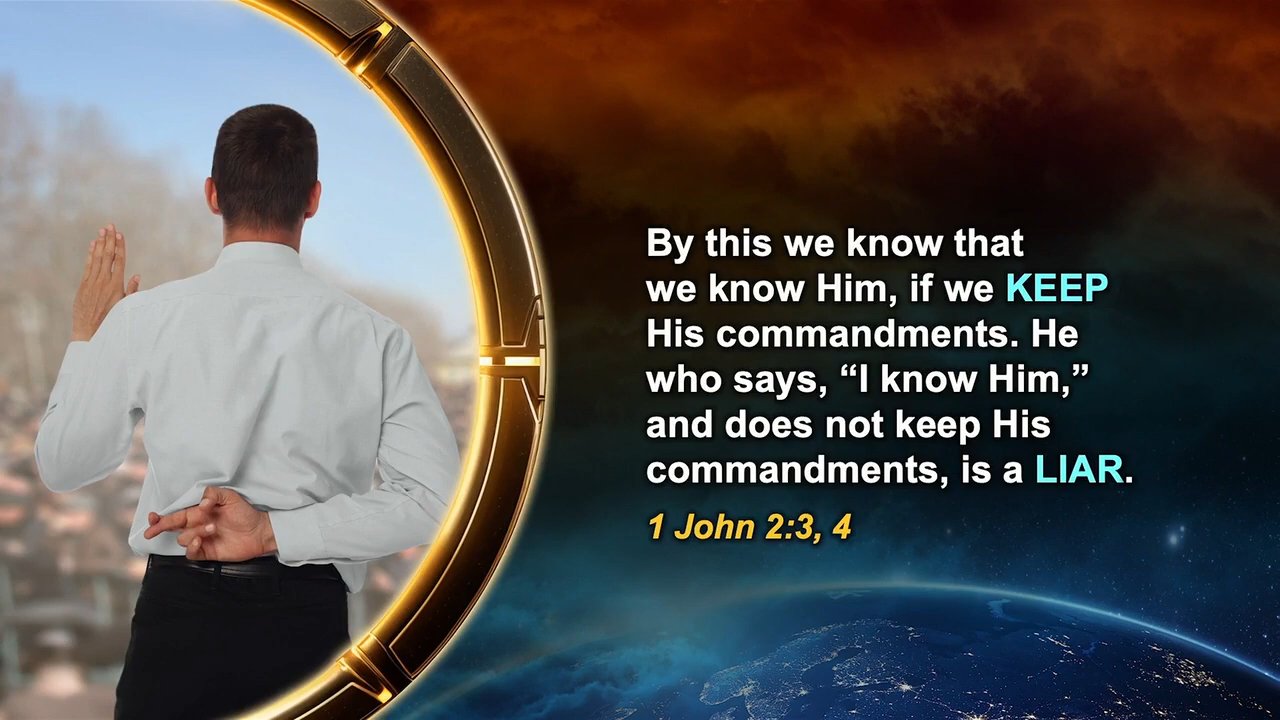 By this we know that
we know Him, if we KEEP
His commandments. He
who says, “I know Him,”
and does not keep His
commandments, is a LIAR.
1 John 2:3, 4